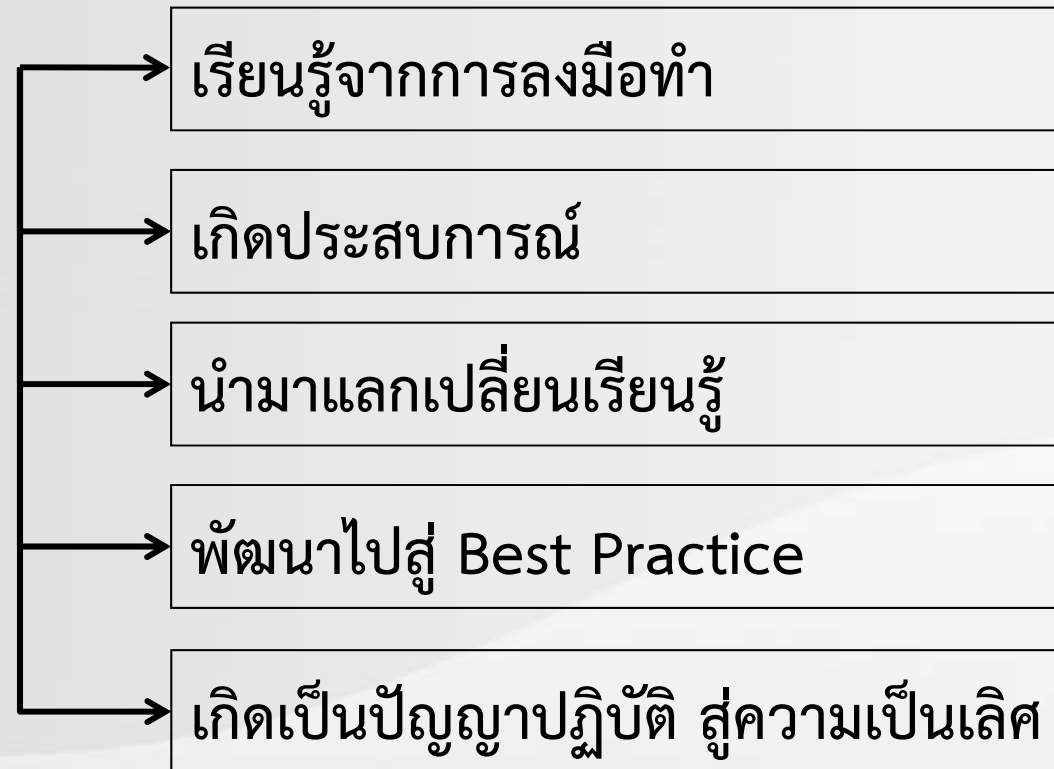 เรียนรู้จากการลงมือทำ
เกิดประสบการณ์
นำมาแลกเปลี่ยนเรียนรู้
พัฒนาไปสู่ Best Practice
เกิดเป็นปัญญาปฏิบัติ สู่ความเป็นเลิศ